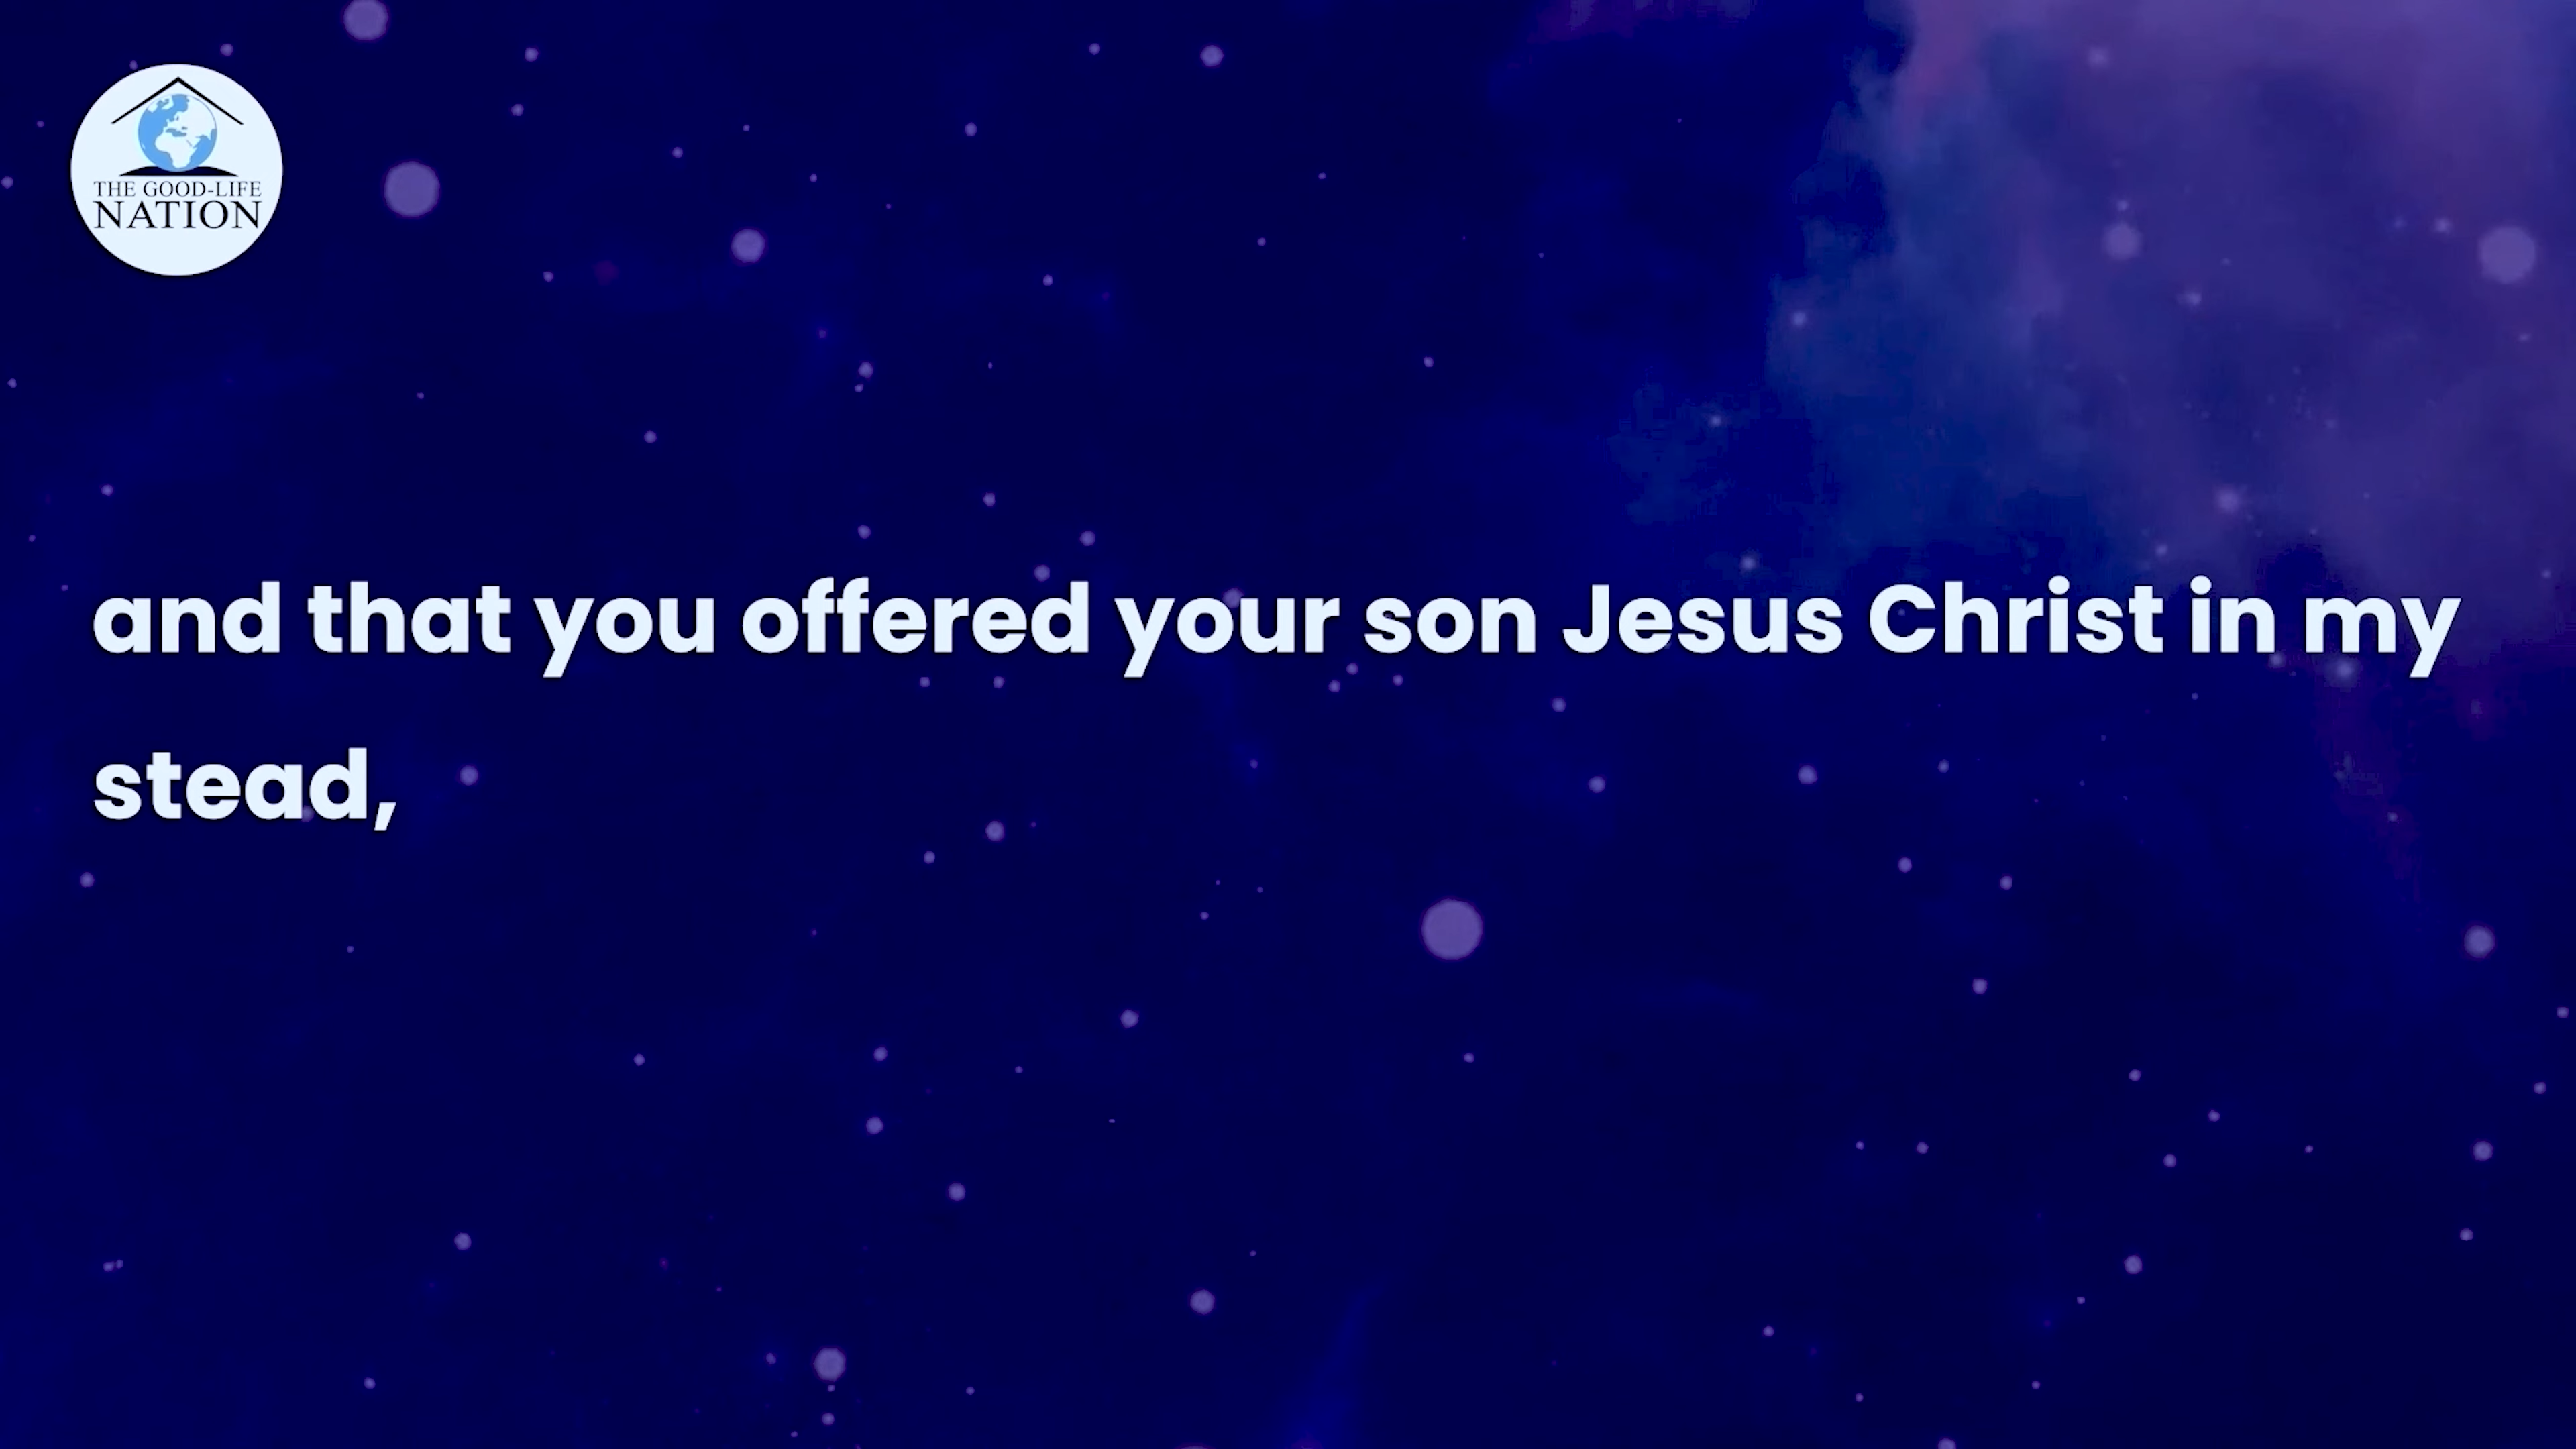 THE GOOD-LIFE
NATION
and that you offered your son Jesus Christ in my
stead,